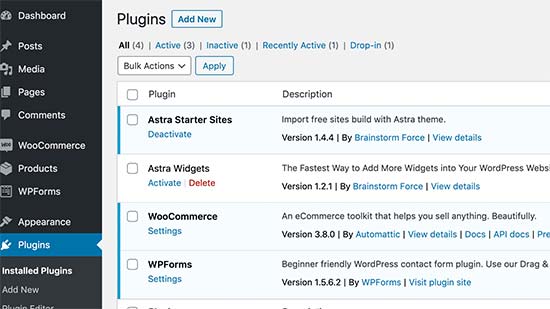 Dashboard
Posts
Media
Pages
Comments
WOO WooCommerce
Products
WPForms
Appearance
Plugins
Installed Plugins
Add New
Plugin Editor
Plugins Add New
All (4) | Active (3) | Inactive (1) | Recently Active (1) | Drop-in (1)
Bulk Actions Apply
Plugin Description
Astra Starter Sites Import free sites build with Astra theme.
Deactivate Version 1.4.4 | By Brainstorm Force | View details
Astra Widgets The Fastest Way to Add More Widgets into Your WordPress Websi
Activate | Delete Version 1.2.1 | By Brainstorm Force | View details
WooCommerce An eCommerce toolkit that helps you sell anything. Beautifully.
Settings Version 3.8.0 | By Automattic | View details | Docs | API docs | Pre
WPForms Beginner friendly WordPress contact form plugin. Use our Drag &
Settings Version 1.5.6.2 | By WPForms | Visit plugin site